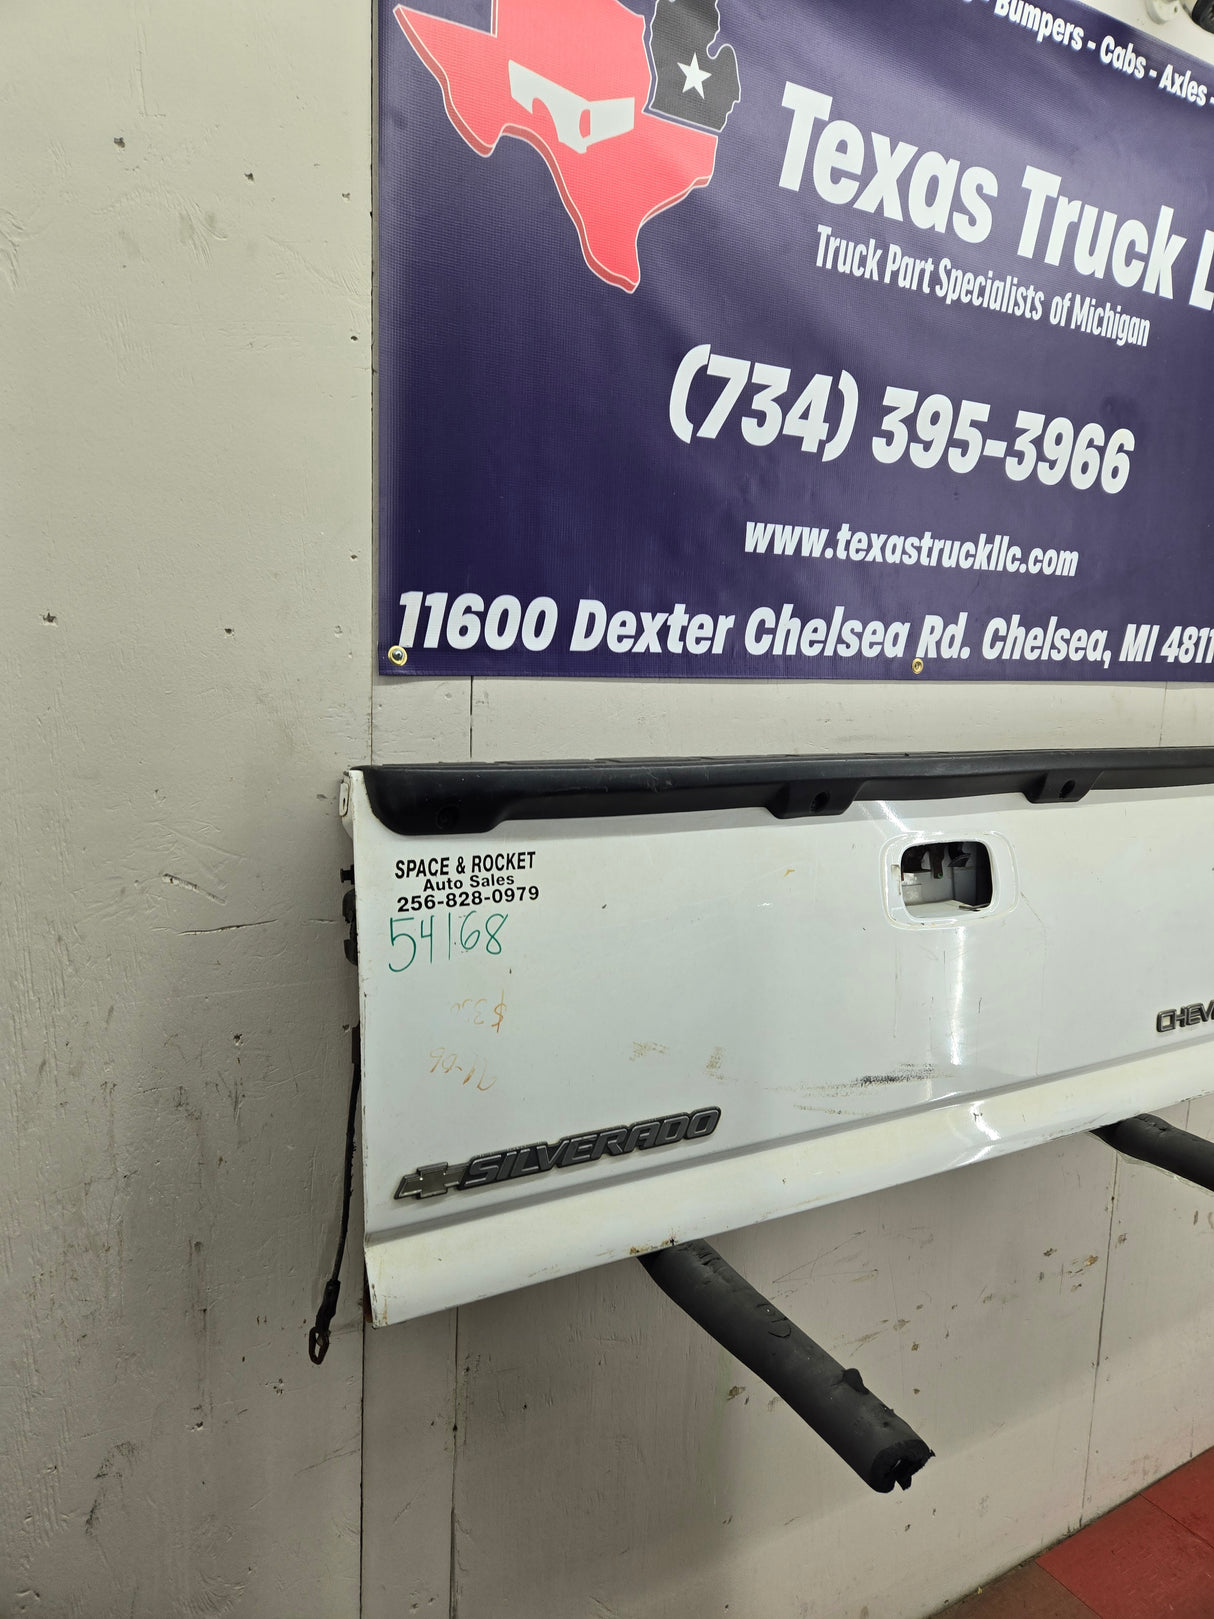 Bumpers - Cabs - Axles -
Texas Truck L
Truck Part Specialists of Michigan
(734) 395-3966
www.texastruckllc.com
11600 Dexter Chelsea Rd. Chelsea, MI 4811
SPACE & ROCKET
Auto Sales
256-828-0979
54168
CHEV
SILVERADO